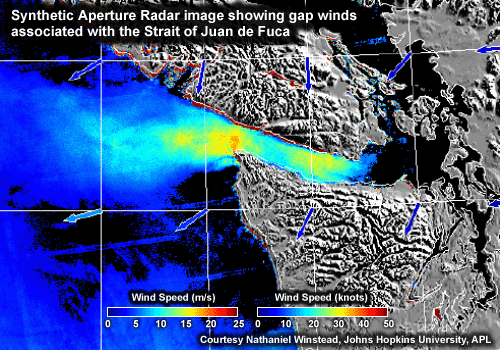 Synthetic Aperture Radar image showing gap winds
associated with the Strait of Juan de Fuca
Wind Speed (m/s) Wind Speed (knots)
0 5 10 15 20 25 0 10 20 30 40 50
Courtesy Nathaniel Winstead, Johns Hopkins University, APL